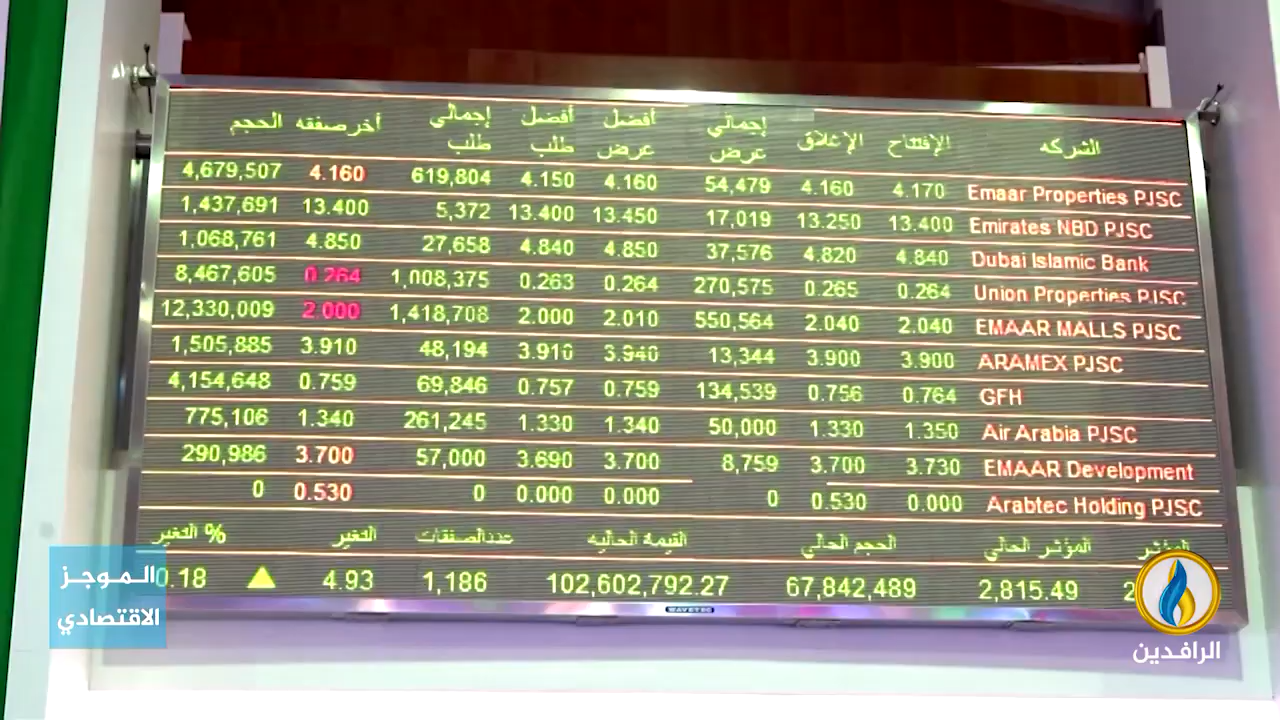 الشركه الإفتتاح الإغلاق إجمالي عرض أفضل عرض أفضل طلب إجمالي طلب أخرصفقه الحجم
Emaar Properties PJSC 4.170 4.160 54,479 4.160 4.150 619,804 4.160 4,679,507
Emirates NBD PJSC 13.400 13.250 17,019 13.450 13.400 5,372 13.400 1,437,691
Dubai Islamic Bank 4.840 4.820 37,576 4.850 4.840 27,658 4.850 1,068,761
Union Properties PJSC 0.264 0.265 270,575 0.264 0.263 1,008,375 0.264 8,467,605
EMAAR MALLS PJSC 2.040 2.040 550,564 2.010 2.000 1,418,708 2.000 12,330,009
ARAMEX PJSC 3.900 3.900 13,344 3.940 3.910 48,194 3.910 1,505,885
GFH 0.764 0.756 134,539 0.759 0.757 69,846 0.759 4,154,648
Air Arabia PJSC 1.350 1.330 50,000 1.340 1.330 261,245 1.340 775,106
EMAAR Development 3.730 3.700 8,759 3.700 3.690 57,000 3.700 290,986
Arabtec Holding PJSC 0.000 0.530 0 0.000 0.000 0 0.530 0
المؤشر الحالي الحجم الحالي القيمة الحاليه عددالصفقات التغير التغير %
2,815.49 67,842,489 102,602,792.27 1,186 4.93 ▲ 0.18
WAVETEC
الموجز
الاقتصادي
الرافدين